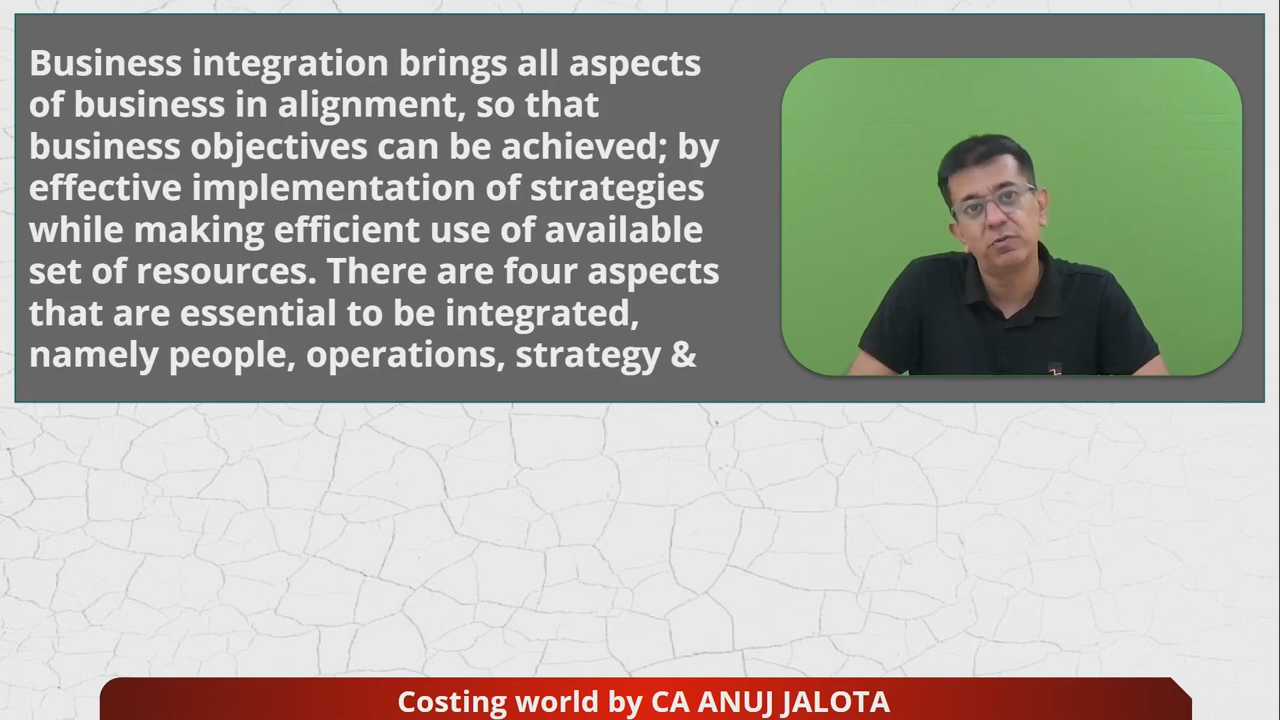 Business integration brings all aspects
of business in alignment, so that
business objectives can be achieved; by
effective implementation of strategies
while making efficient use of available
set of resources. There are four aspects
that are essential to be integrated,
namely people, operations, strategy &
Costing world by CA ANUJ JALOTA